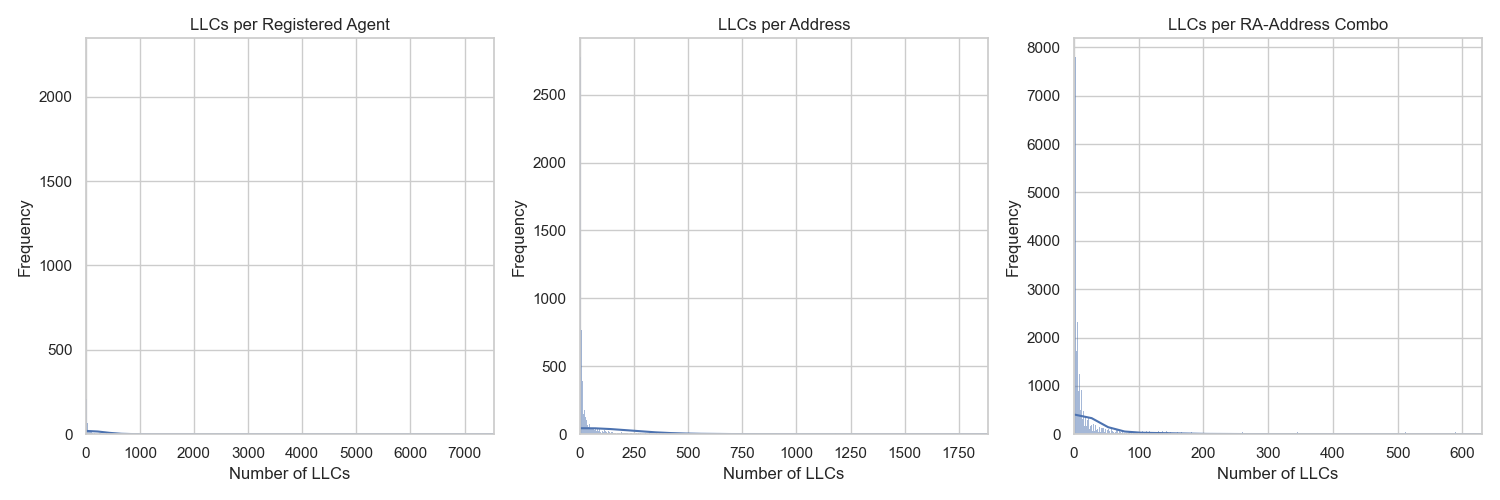 LLCs per Registered Agent
2000
1500
1000
500
0
Frequency
0 1000 2000 3000 4000 5000 6000 7000
Number of LLCs
LLCs per Address
2500
2000
1500
1000
500
0
Frequency
0 250 500 750 1000 1250 1500 1750
Number of LLCs
LLCs per RA-Address Combo
8000
7000
6000
5000
4000
3000
2000
1000
0
Frequency
0 100 200 300 400 500 600
Number of LLCs